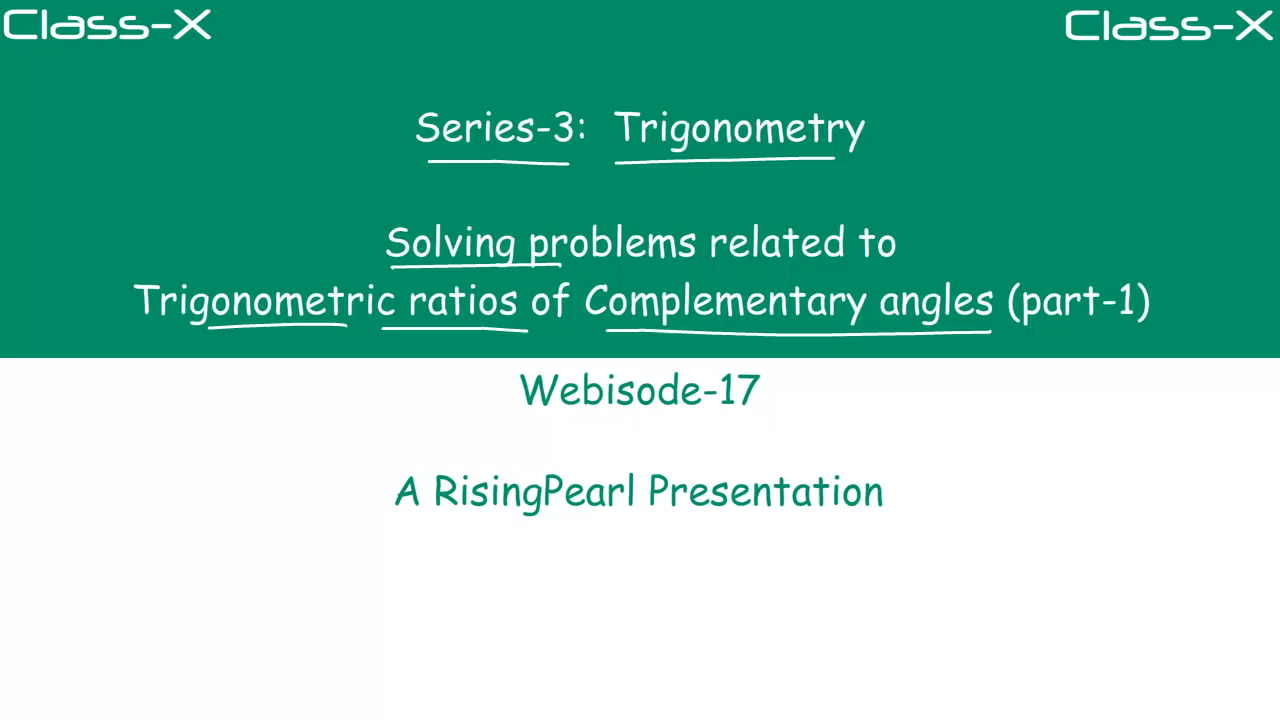 Class-X Class-X
Series-3: Trigonometry
Solving problems related to
Trigonometric ratios of Complementary angles (part-1)
Webisode-17
A RisingPearl Presentation